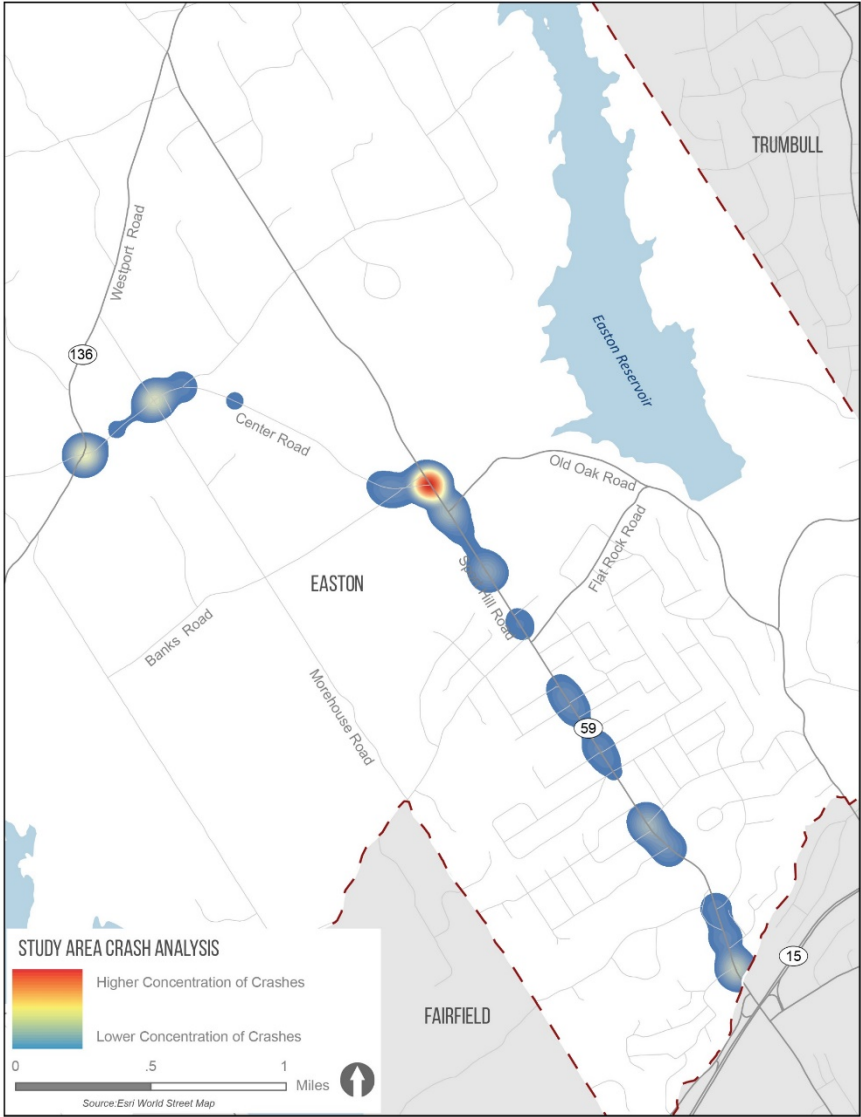 TRUMBULL
Westport Road
136
Easton Reservoir
Center Road
Old Oak Road
Flat Rock Road
EASTON
Hill Road
Banks Road
Morehouse Road
59
15
FAIRFIELD
STUDY AREA CRASH ANALYSIS
Higher Concentration of Crashes
Lower Concentration of Crashes
0 .5 1
Miles
Source:Esri World Street Map